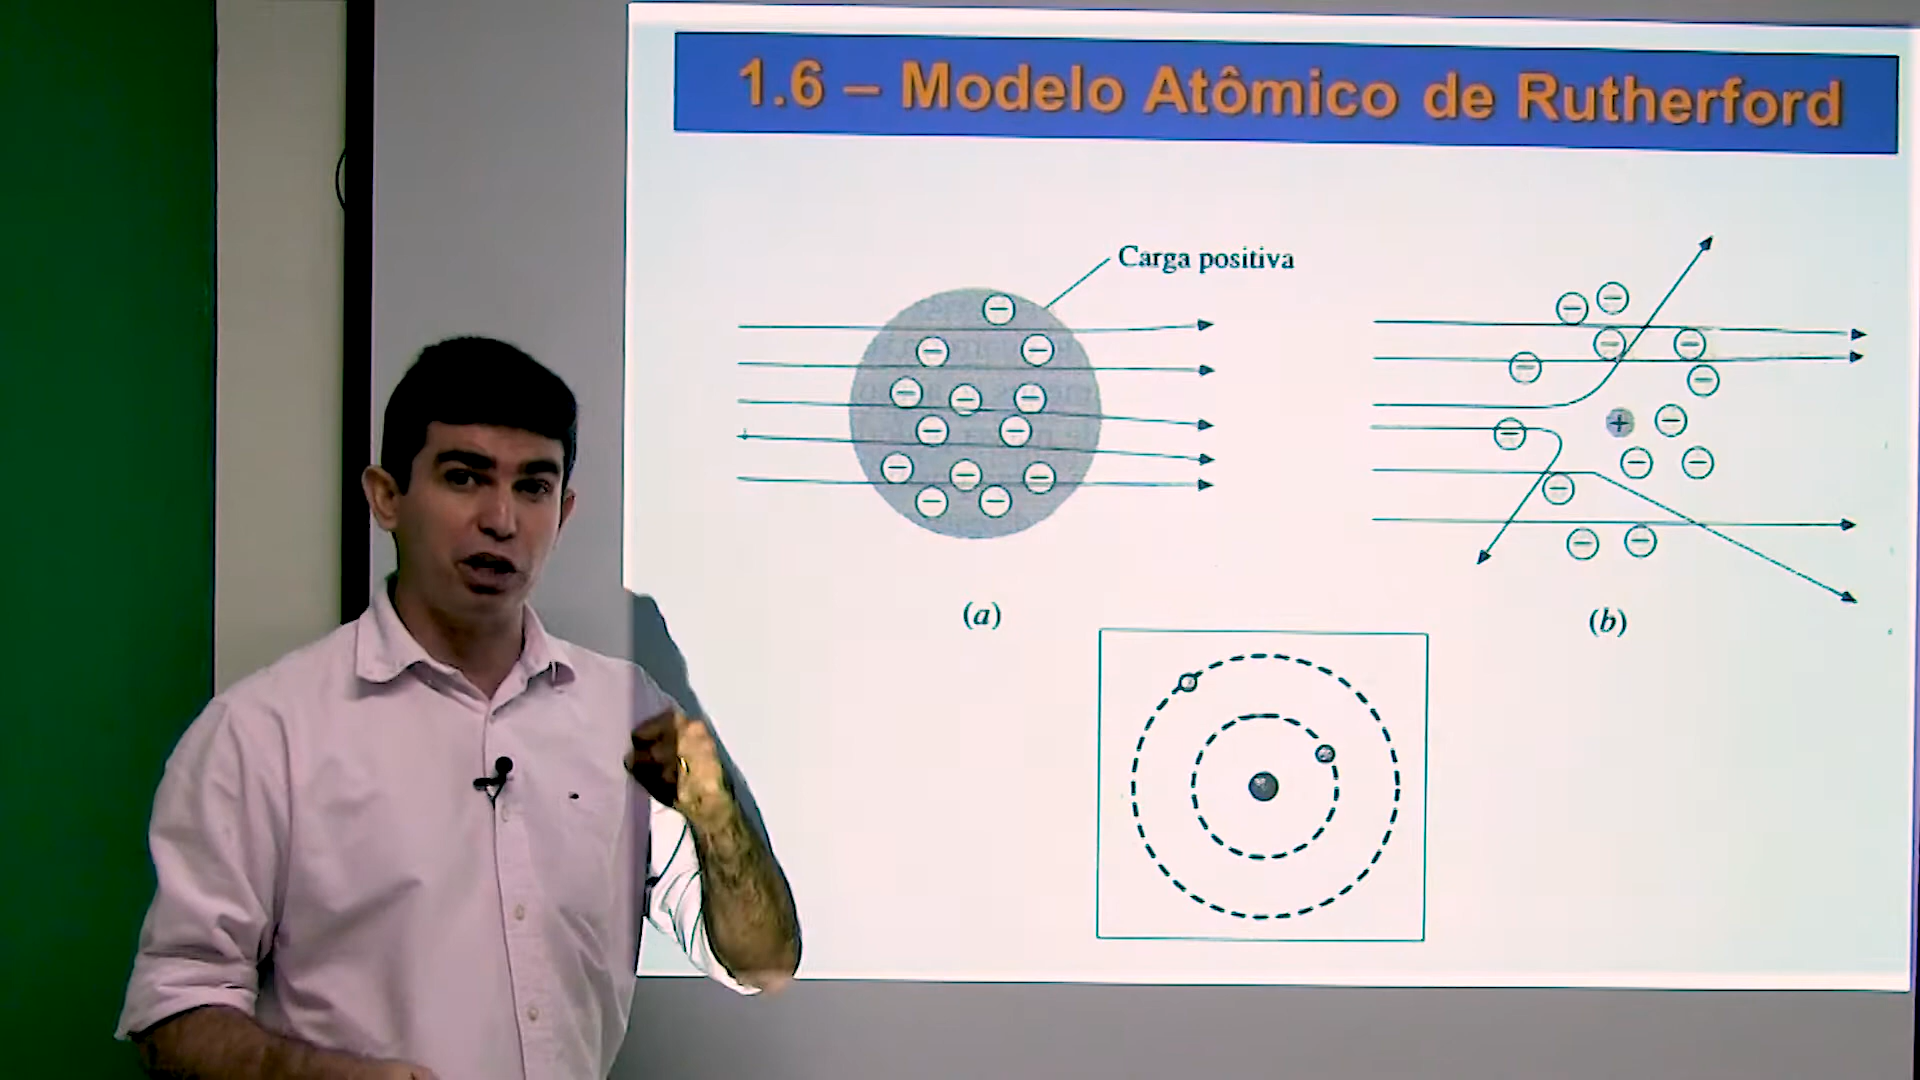 1.6 – Modelo Atômico de Rutherford
Carga positiva
(a)
(b)